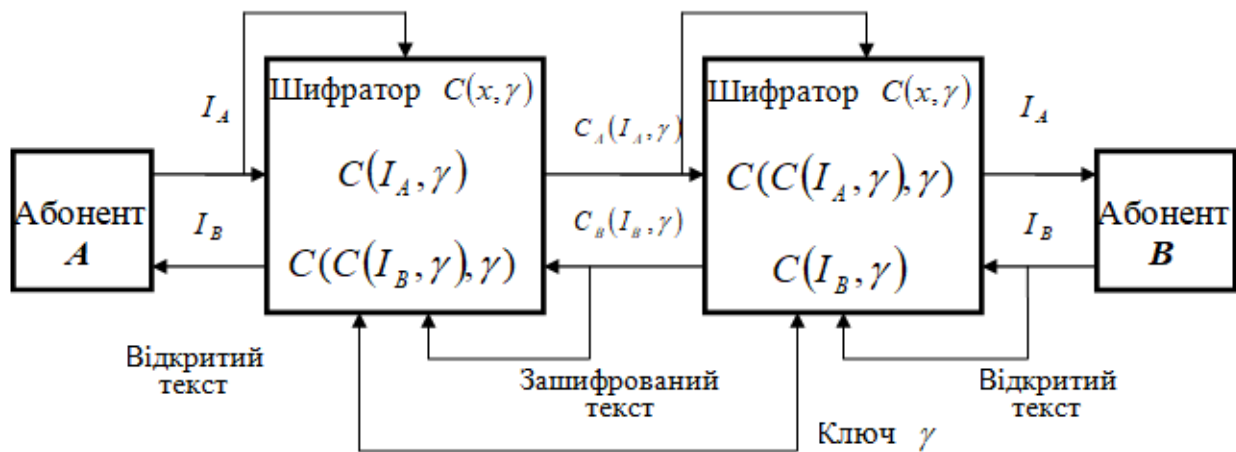 Шифратор C(x,γ)
Шифратор C(x,γ)
I_A
C_A(I_A,γ)
I_A
C(I_A,γ)
C(C(I_A,γ),γ)
Абонент
A
I_B
C_B(I_B,γ)
I_B
Абонент
B
C(C(I_B,γ),γ)
C(I_B,γ)
Відкритий
текст
Зашифрований
текст
Відкритий
текст
Ключ γ